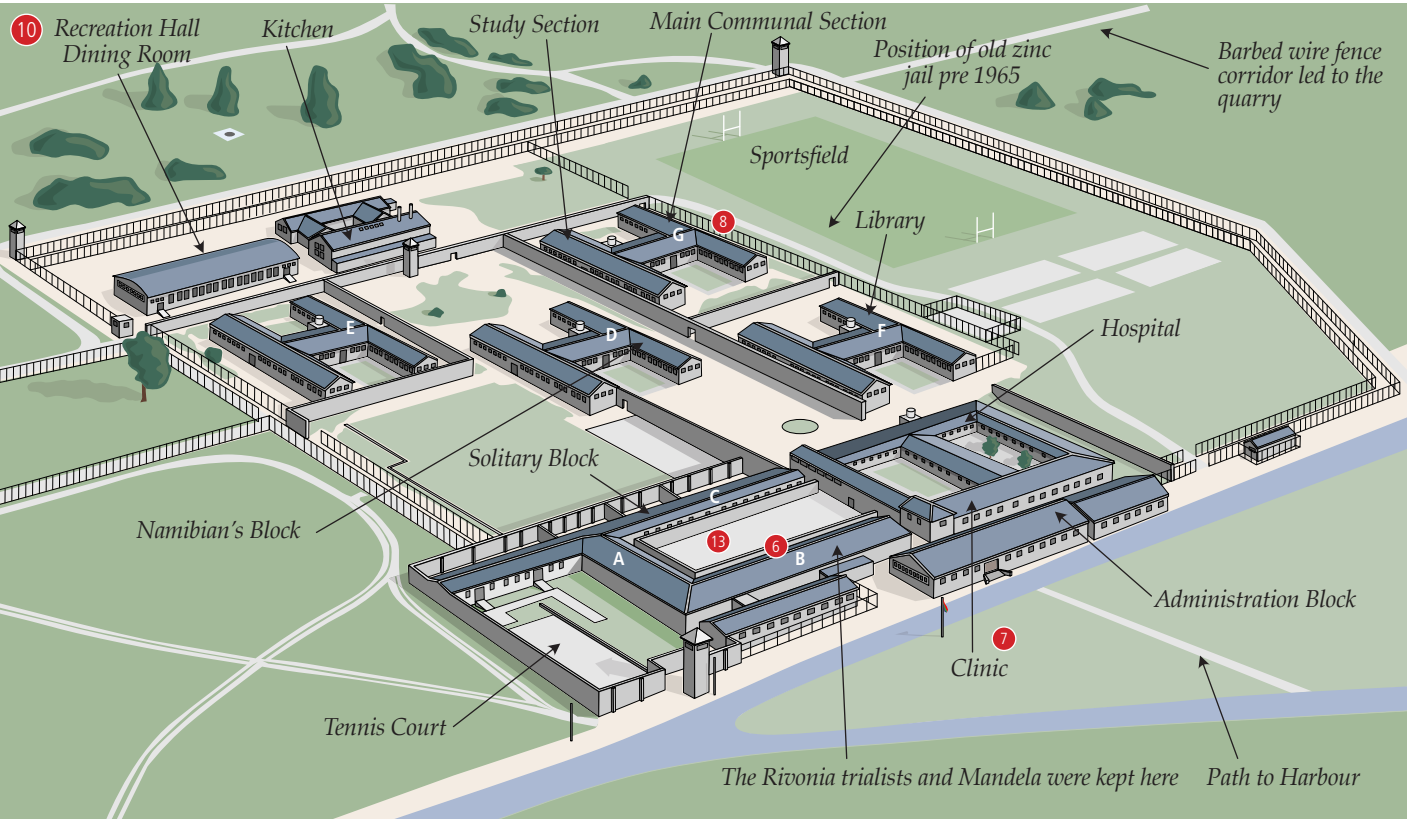 10
Recreation Hall
Dining Room
Kitchen
Study Section
Main Communal Section
Position of old zinc
jail pre 1965
Barbed wire fence
corridor led to the
quarry
Sportsfield
8
G
Library
E
D
F
Hospital
Solitary Block
C
Namibian's Block
13
6
A
B
Administration Block
7
Clinic
Tennis Court
The Rivonia trialists and Mandela were kept here
Path to Harbour